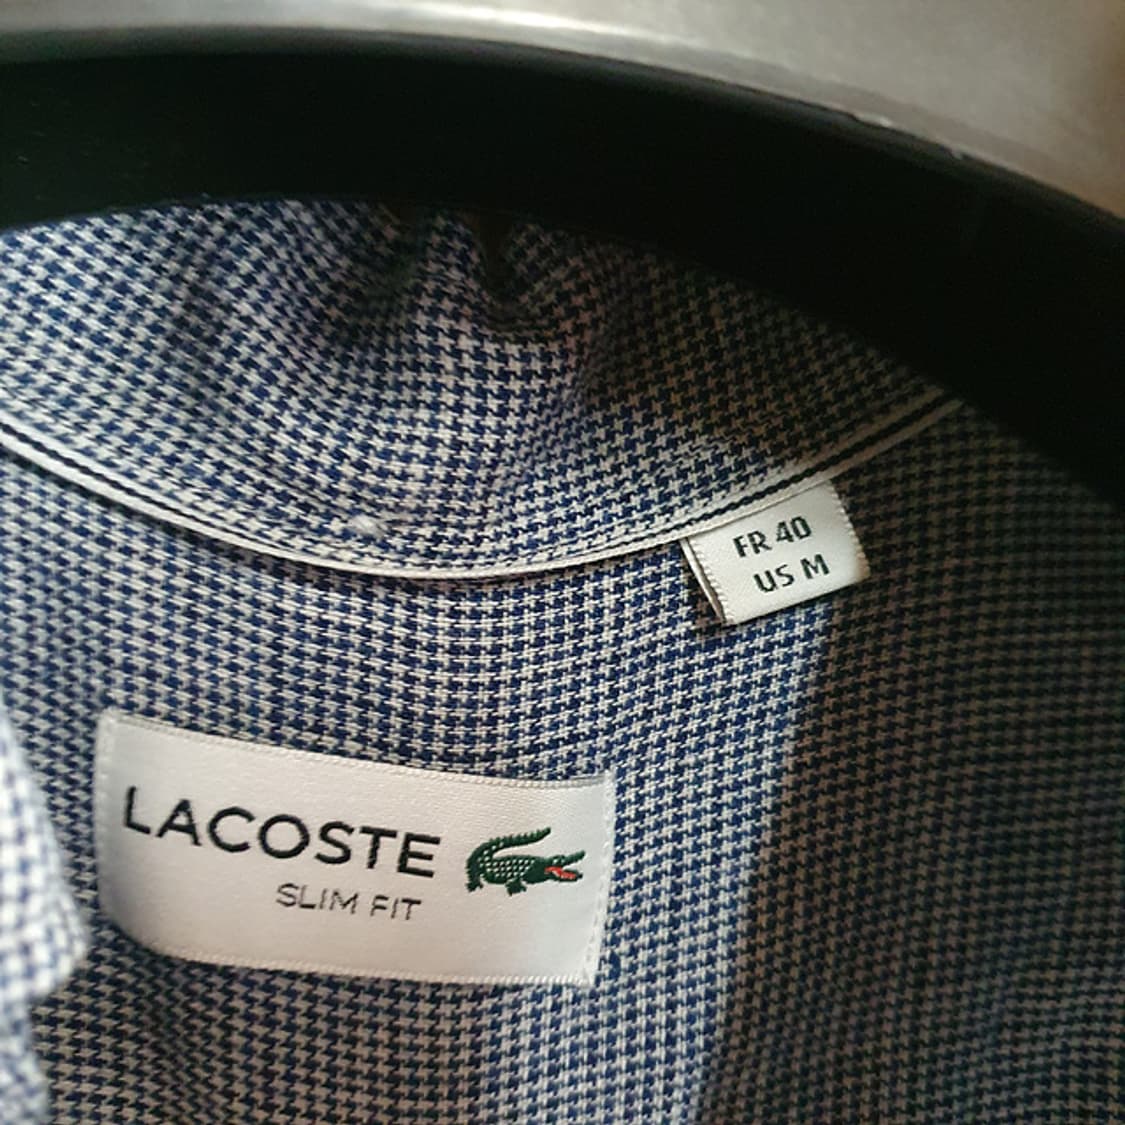 FR 40
US M
LACOSTE
SLIM FIT